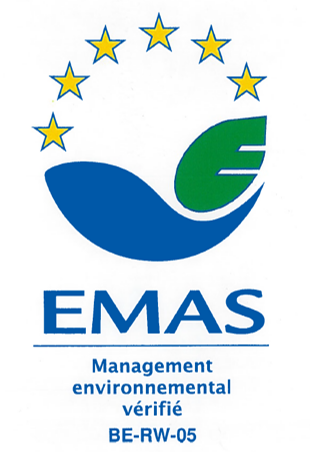 EMAS
Management
environnemental
vérifié
BE-RW-05